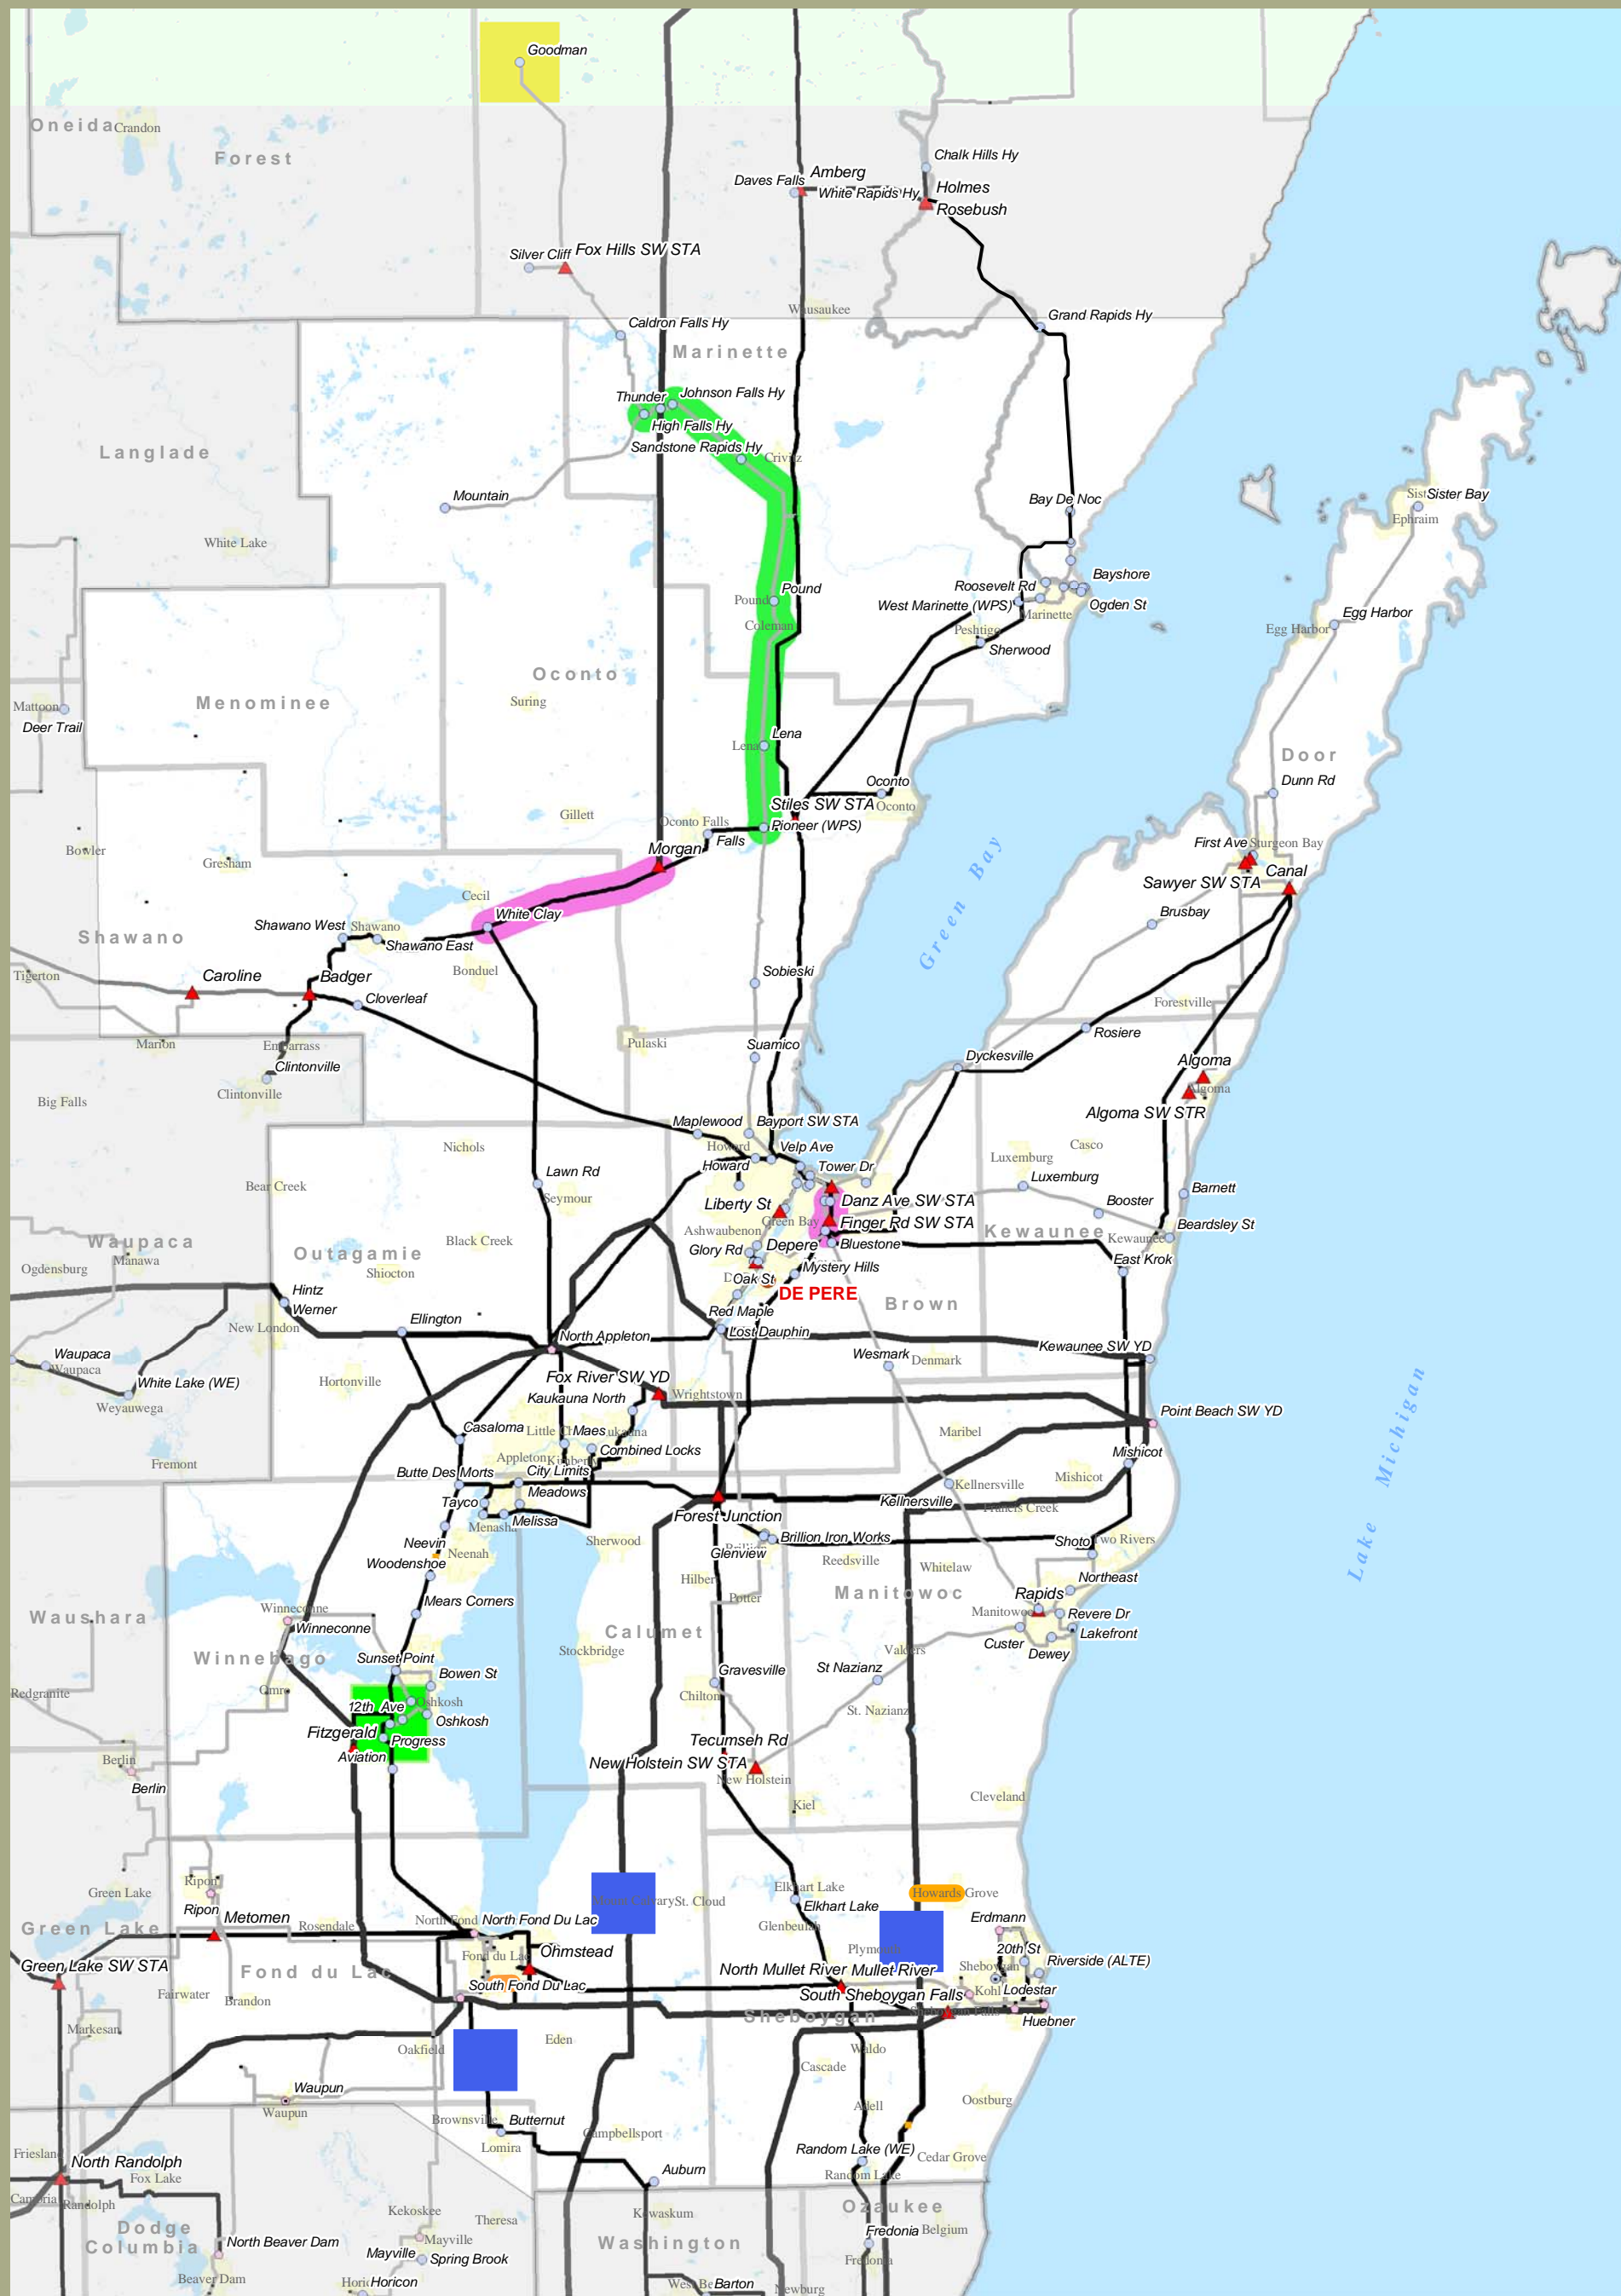 Goodman
Oneida
Crandon
Forest
Chalk Hills Hy
Amberg
Daves Falls
White Rapids Hy
Holmes
Rosebush
Fox Hills SW STA
Silver Cliff
Wausaukee
Grand Rapids Hy
Caldron Falls Hy
Marinette
Johnson Falls Hy
Thunder
High Falls Hy
Sandstone Rapids Hy
Crivitz
Langlade
Mountain
Bay De Noc
Sister Bay
Ephraim
White Lake
Bayshore
Roosevelt Rd
Pound
Pound
West Marinette (WPS)
Ogden St
Marinette
Egg Harbor
Egg Harbor
Coleman
Peshtigo
Sherwood
Oconto
Suring
Menominee
Mattoon
Deer Trail
Lena
Lena
Door
Dunn Rd
Oconto
Stiles SW STA
Oconto
Gillett
Oconto Falls
Pioneer (WPS)
Falls
Morgan
Bowler
Gresham
First Ave
Sturgeon Bay
Canal
Sawyer SW STA
Green Bay
Cecil
White Clay
Brusbay
Shawano West
Shawano
Shawano East
Shawano
Bonduel
Tigerton
Caroline
Badger
Cloverleaf
Sobieski
Forestville
Rosiere
Marion
Embarrass
Pulaski
Suamico
Dyckesville
Clintonville
Clintonville
Algoma
Algoma
Big Falls
Algoma SW STR
Maplewood
Bayport SW STA
Nichols
Howard
Velp Ave
Casco
Luxemburg
Howard
Tower Dr
Lawn Rd
Luxemburg
Bear Creek
Seymour
Barnett
Liberty St
Danz Ave SW STA
Booster
Green Bay
Finger Rd SW STA
Ashwaubenon
Kewaunee
Beardsley St
Kewaunee
Waupaca
Black Creek
Depere
Bluestone
Outagamie
Glory Rd
Ogdensburg
Manawa
East Krok
Shiocton
Mystery Hills
Oak St
DE PERE
Hintz
Werner
Brown
Red Maple
New London
Ellington
North Appleton
Lost Dauphin
Kewaunee SW YD
Waupaca
Waupaca
Wesmark
Denmark
White Lake (WE)
Hortonville
Fox River SW YD
Weyauwega
Kaukauna North
Wrightstown
Point Beach SW YD
Casaloma
Maes
Maribel
Combined Locks
Mishicot
Appleton
Fremont
Butte Des Morts
City Limits
Mishicot
Kellnersville
Meadows
Tayco
Kellnersville
Francis Creek
Menasha
Melissa
Forest Junction
Neevin
Sherwood
Brillion Iron Works
Shoto
Two Rivers
Neenah
Glenview
Brillion
Woodenshoe
Reedsville
Whitelaw
Hilbert
Northeast
Manitowoc
Rapids
Mears Corners
Potter
Waushara
Winneconne
Manitowoc
Revere Dr
Winneconne
Lakefront
Calumet
Custer
Dewey
Stockbridge
Valders
Winnebago
Sunset Point
Bowen St
Gravesville
St Nazianz
Redgranite
Omro
Chilton
12th Ave
Oshkosh
St. Nazianz
Oshkosh
Fitzgerald
Progress
Tecumseh Rd
Aviation
New Holstein SW STA
Berlin
New Holstein
Berlin
Kiel
Cleveland
Lake Michigan
Ripon
Elkhart Lake
Green Lake
Howards Grove
Mount Calvary
St. Cloud
Ripon
Elkhart Lake
Metomen
North Fond Du Lac
Erdmann
Green Lake
Rosendale
Glenbeulah
Fond du Lac
Ohmstead
Plymouth
20th St
Green Lake SW STA
Fond du Lac
North Mullet River
Mullet River
Sheboygan
Riverside (ALTE)
South Fond Du Lac
Fairwater
Brandon
South Sheboygan Falls
Lodestar
Sheboygan Falls
Sheboygan
Huebner
Markesan
Oakfield
Eden
Waldo
Cascade
Waupun
Waupun
Oostburg
Adell
Brownsville
Butternut
Campbellsport
Lomira
Friesland
North Randolph
Random Lake (WE)
Cedar Grove
Fox Lake
Auburn
Random Lake
Cambria
Randolph
Ozaukee
Kekoskee
Theresa
Kewaskum
Dodge
Columbia
North Beaver Dam
Mayville
Washington
Fredonia
Belgium
Mayville
Spring Brook
Fredonia
Beaver Dam
Horicon
Barton
Newburg